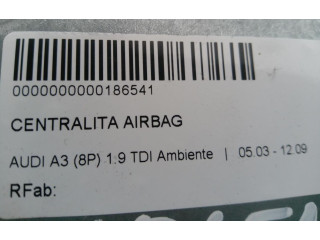 0000000000186541
CENTRALITA AIRBAG
AUDI A3 (8P) 1.9 TDI Ambiente | 05.03 - 12.09
RFab: